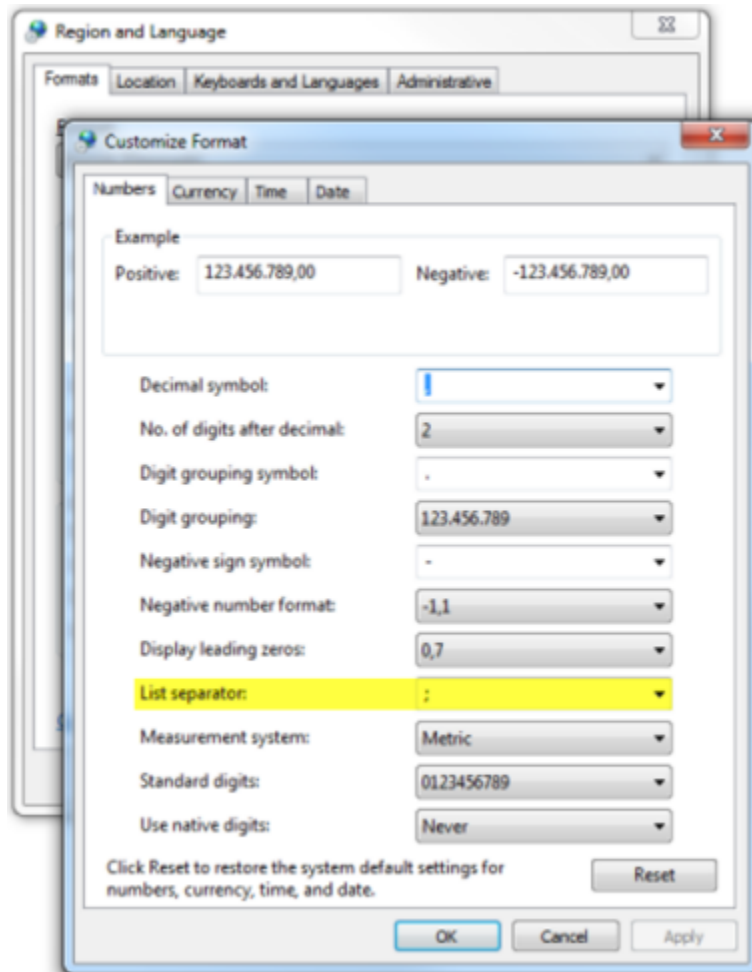 Region and Language
Formats Location Keyboards and Languages Administrative
Customize Format
Numbers Currency Time Date
Example
Positive: 123.456.789,00 Negative: -123.456.789,00
Decimal symbol: ,
No. of digits after decimal: 2
Digit grouping symbol: .
Digit grouping: 123.456.789
Negative sign symbol: -
Negative number format: -1,1
Display leading zeros: 0,7
List separator: ;
Measurement system: Metric
Standard digits: 0123456789
Use native digits: Never
Click Reset to restore the system default settings for
numbers, currency, time, and date.
Reset
OK Cancel Apply